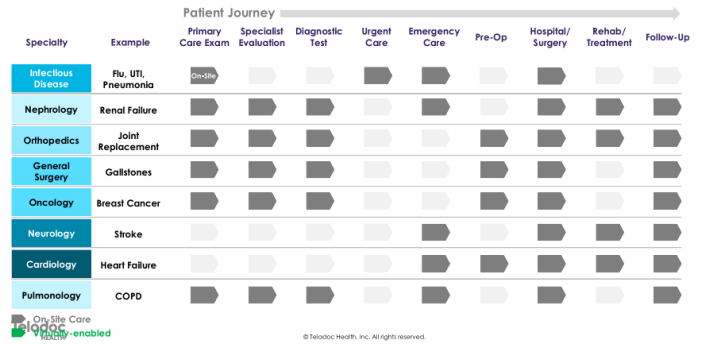 Patient Journey
Specialty
Example
Primary
Care Exam
Specialist
Evaluation
Diagnostic
Test
Urgent
Care
Emergency
Care
Pre-Op
Hospital/
Surgery
Rehab/
Treatment
Follow-Up
Infectious
Disease
Flu, UTI,
Pneumonia
On-Site
Nephrology
Renal Failure
Orthopedics
Joint
Replacement
General
Surgery
Gallstones
Oncology
Breast Cancer
Neurology
Stroke
Cardiology
Heart Failure
Pulmonology
COPD
On-Site Care
Teladoc
HEALTH
Virtually-enabled
© Teladoc Health, Inc. All rights reserved.